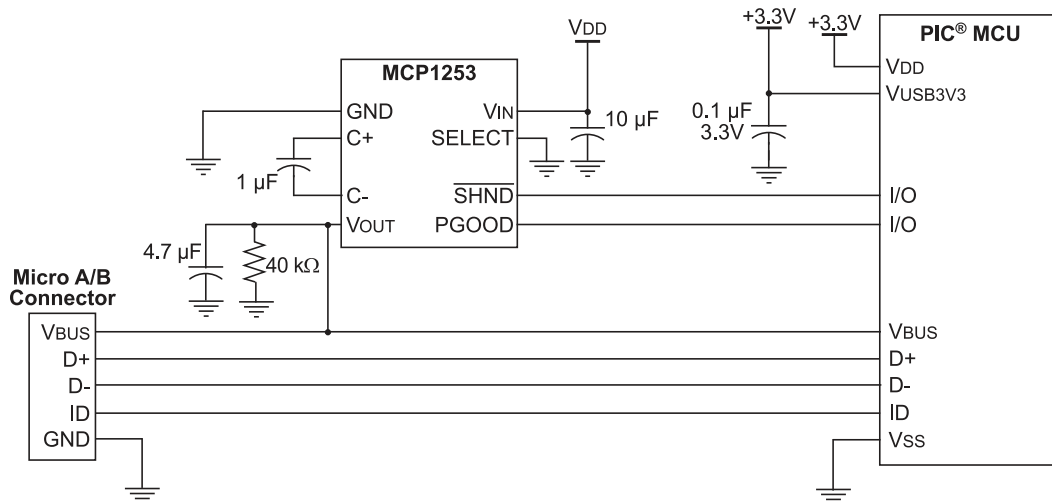 VDD
+3.3V
+3.3V
PIC® MCU
MCP1253
VDD
GND
VIN
VUSB3V3
C+
SELECT
10 µF
0.1 µF
3.3V
1 µF
C-
SHND
I/O
VOUT
PGOOD
I/O
4.7 µF
40 kΩ
Micro A/B
Connector
VBUS
VBUS
D+
D+
D-
D-
ID
ID
GND
VSS